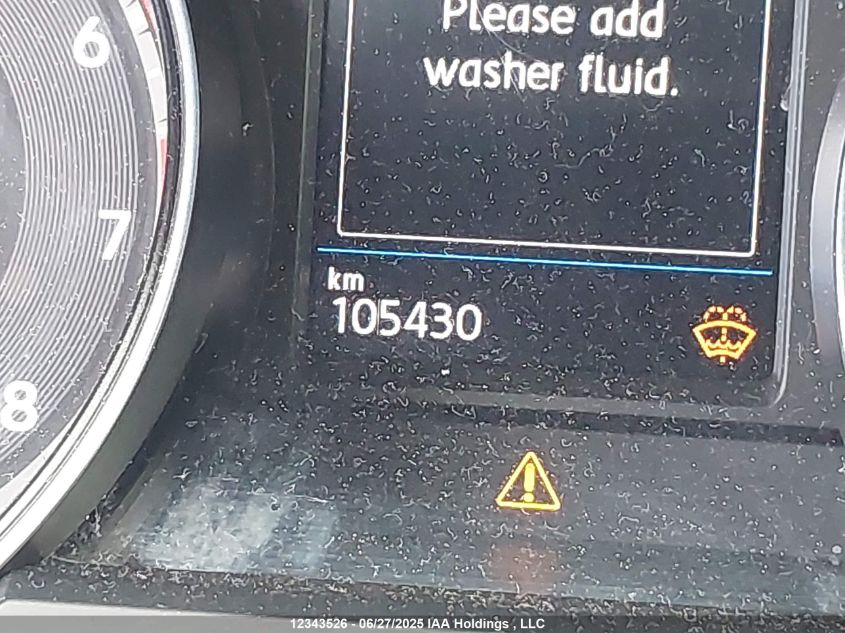 Please add
washer fluid.
6
7
8
km
105430
12343526 - 06/27/2025 IAA Holdings , LLC